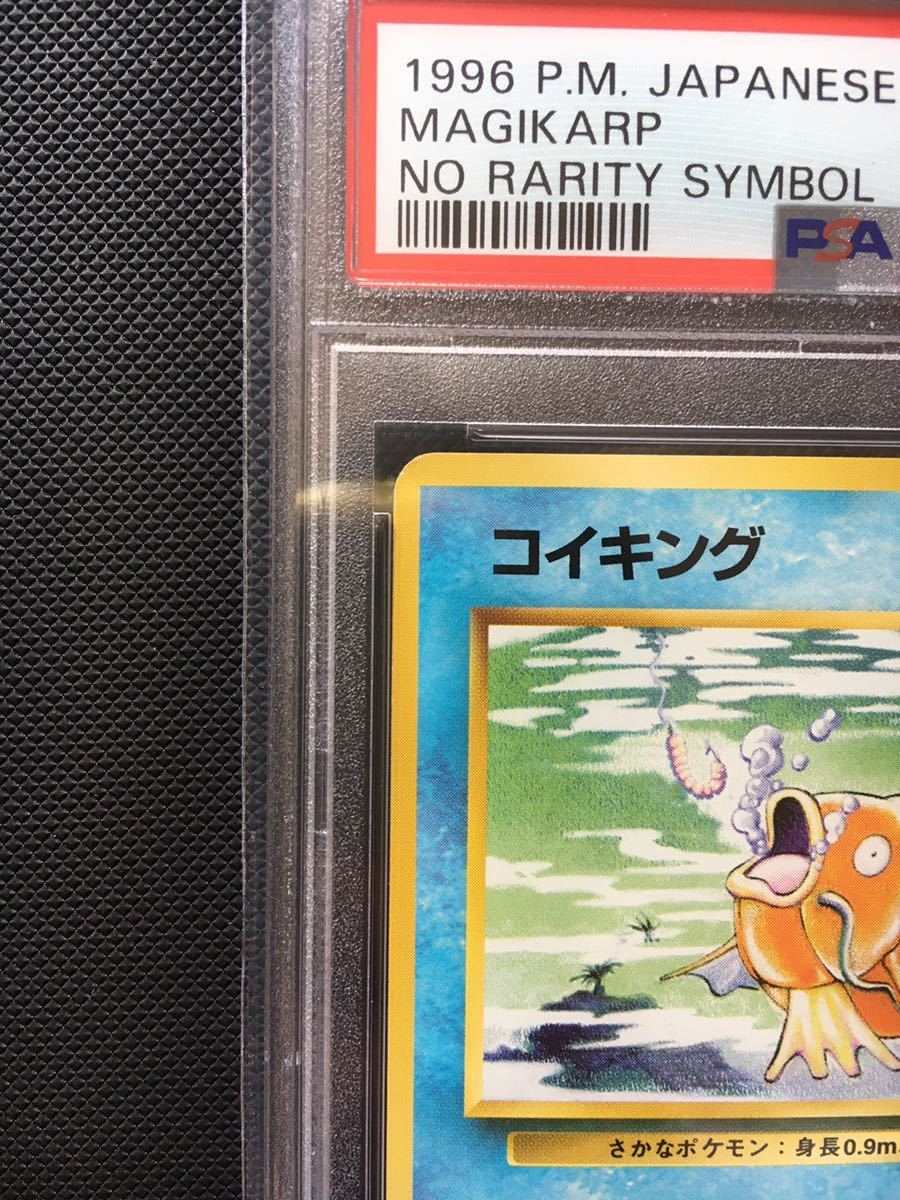 1996 P.M. JAPANESE
MAGIKARP
NO RARITY SYMBOL
PSA
コイキング
さかなポケモン：身長0.9m